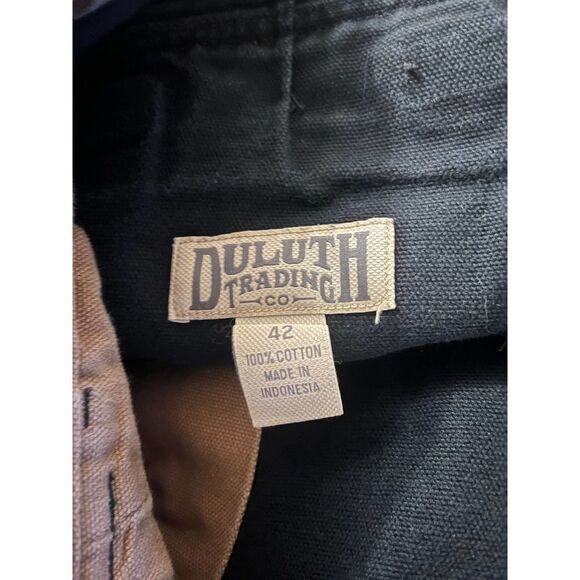 DULUTH
TRADING
CO
42
100% COTTON
MADE IN
INDONESIA